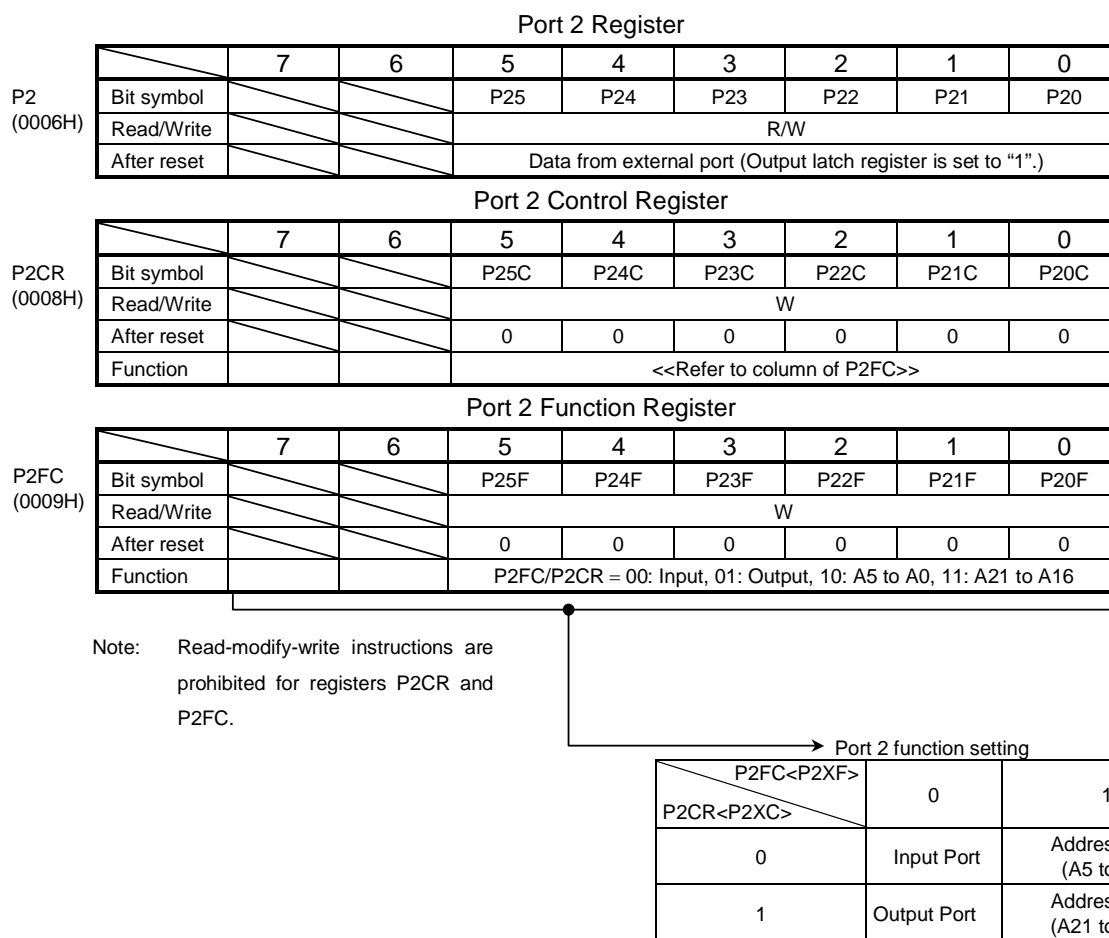 Port 2 Register
7 6 5 4 3 2 1 0
P2 (0006H)
Bit symbol P25 P24 P23 P22 P21 P20
Read/Write R/W
After reset Data from external port (Output latch register is set to “1”.)
Port 2 Control Register
7 6 5 4 3 2 1 0
P2CR (0008H)
Bit symbol P25C P24C P23C P22C P21C P20C
Read/Write W
After reset 0 0 0 0 0 0
Function <<Refer to column of P2FC>>
Port 2 Function Register
7 6 5 4 3 2 1 0
P2FC (0009H)
Bit symbol P25F P24F P23F P22F P21F P20F
Read/Write W
After reset 0 0 0 0 0 0
Function P2FC/P2CR = 00: Input, 01: Output, 10: A5 to A0, 11: A21 to A16
Note: Read-modify-write instructions are
prohibited for registers P2CR and
P2FC.
Port 2 function setting
P2FC<P2XF> 0 1
P2CR<P2XC>
0 Input Port (A5
1 Output Port (A21